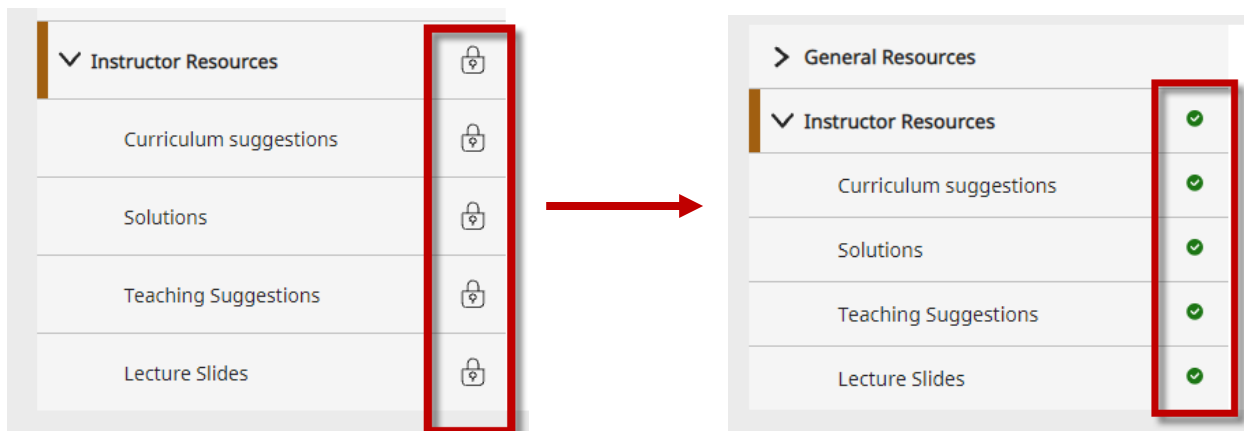 Instructor Resources
Curriculum suggestions
Solutions
Teaching Suggestions
Lecture Slides
General Resources
Instructor Resources
Curriculum suggestions
Solutions
Teaching Suggestions
Lecture Slides